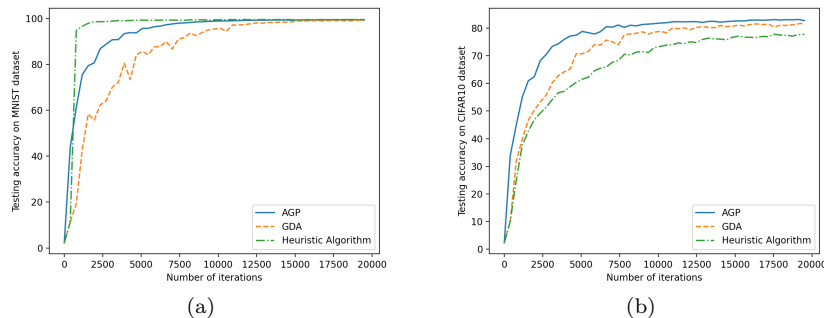 Testing accuracy on MNIST dataset
100
80
60
40
20
0
0 2500 5000 7500 10000 12500 15000 17500 20000
Number of iterations
AGP
GDA
Heuristic Algorithm
(a)
Testing accuracy on CIFAR10 dataset
80
70
60
50
40
30
20
10
0
0 2500 5000 7500 10000 12500 15000 17500 20000
Number of iterations
AGP
GDA
Heuristic Algorithm
(b)